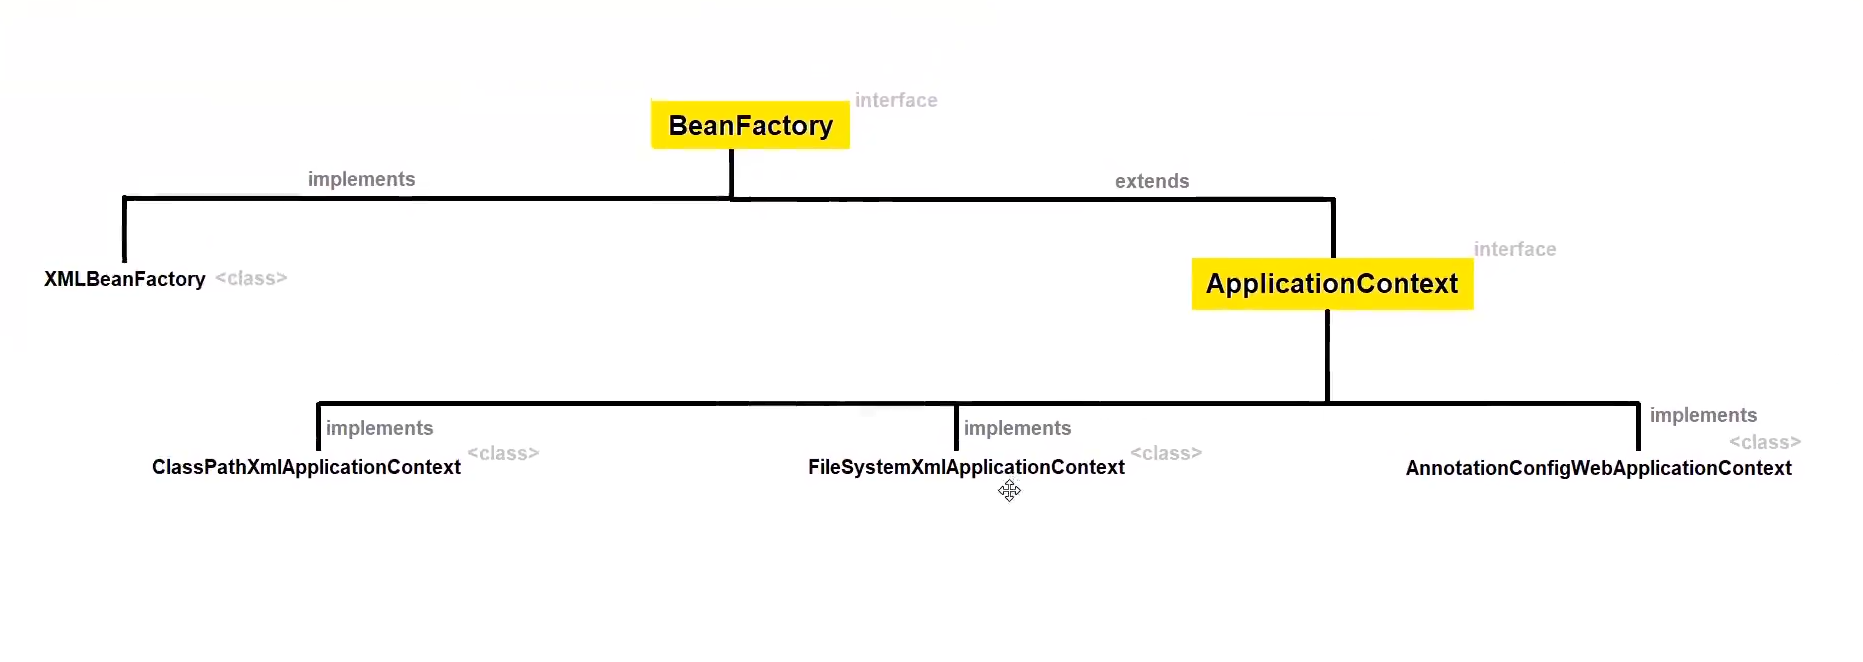 interface
BeanFactory
implements
extends
interface
XMLBeanFactory <class>
ApplicationContext
implements
<class>
ClassPathXmlApplicationContext
implements
<class>
FileSystemXmlApplicationContext
implements
<class>
AnnotationConfigWebApplicationContext